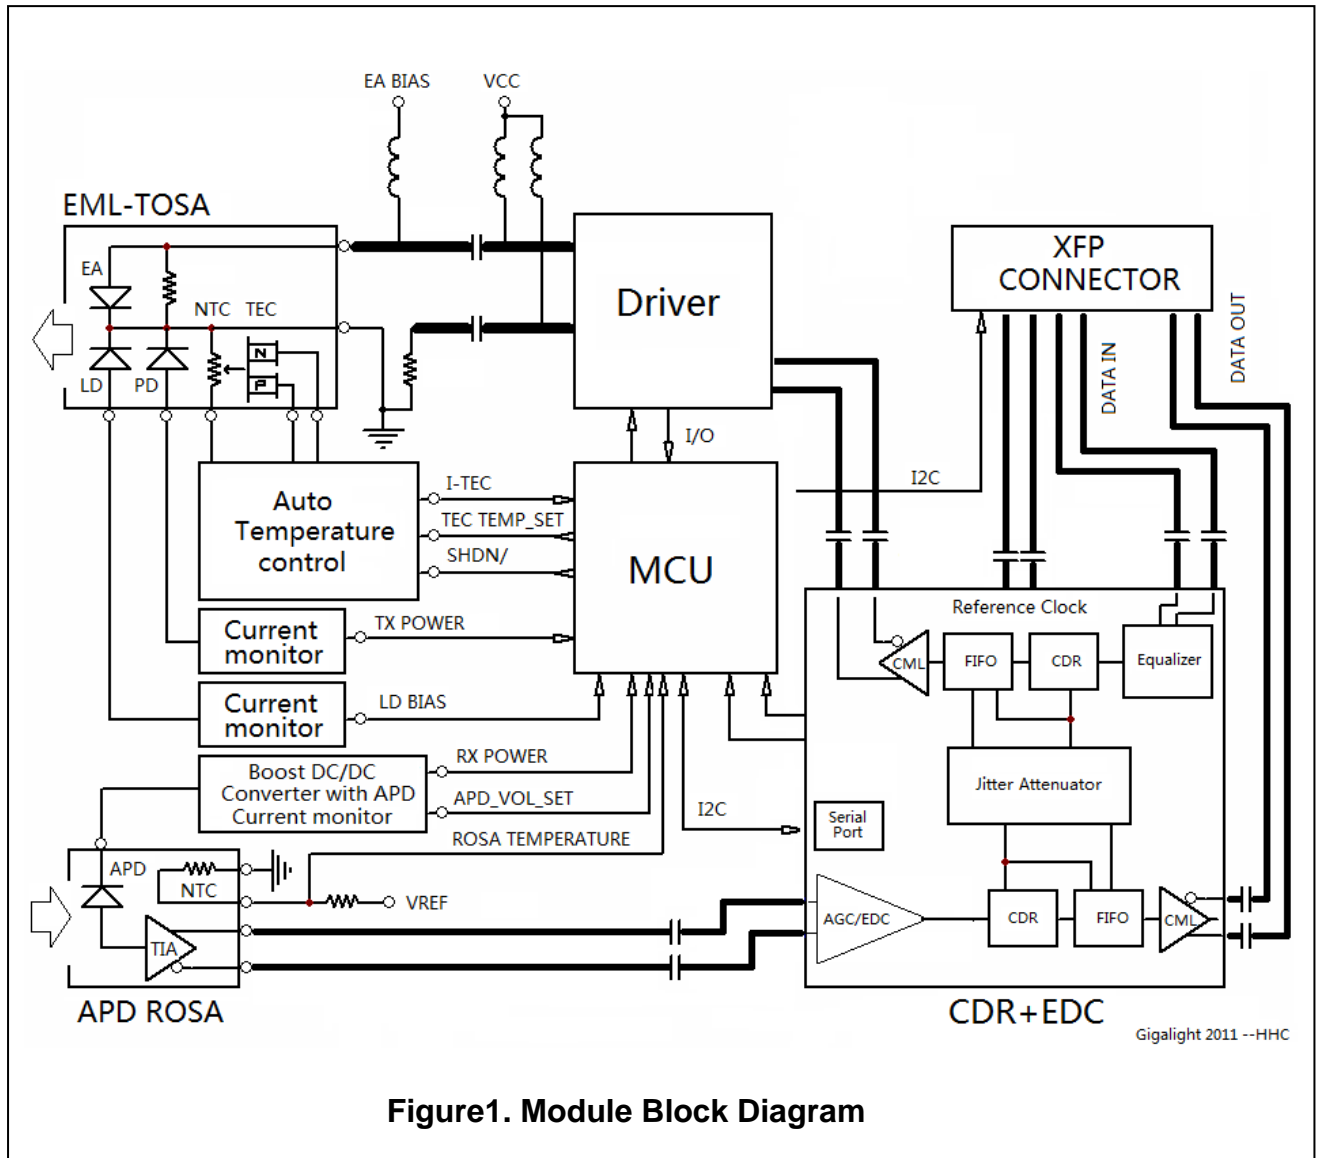 EA BIAS
VCC
EML-TOSA
EA
NTC
TEC
N
P
LD
PD
Driver
XFP
CONNECTOR
DATA IN
DATA OUT
I/O
I2C
Auto
Temperature
control
I-TEC
TEC TEMP_SET
SHDN/
MCU
Current
monitor
TX POWER
Current
monitor
LD BIAS
Boost DC/DC
Converter with APD
Current monitor
RX POWER
APD_VOL_SET
ROSA TEMPERATURE
I2C
Reference Clock
CML
FIFO
CDR
Equalizer
Jitter Attenuator
Serial
Port
APD
NTC
VREF
TIA
AGC/EDC
CDR
FIFO
CML
APD ROSA
CDR+EDC
Gigalight 2011 --HHC
Figure1. Module Block Diagram